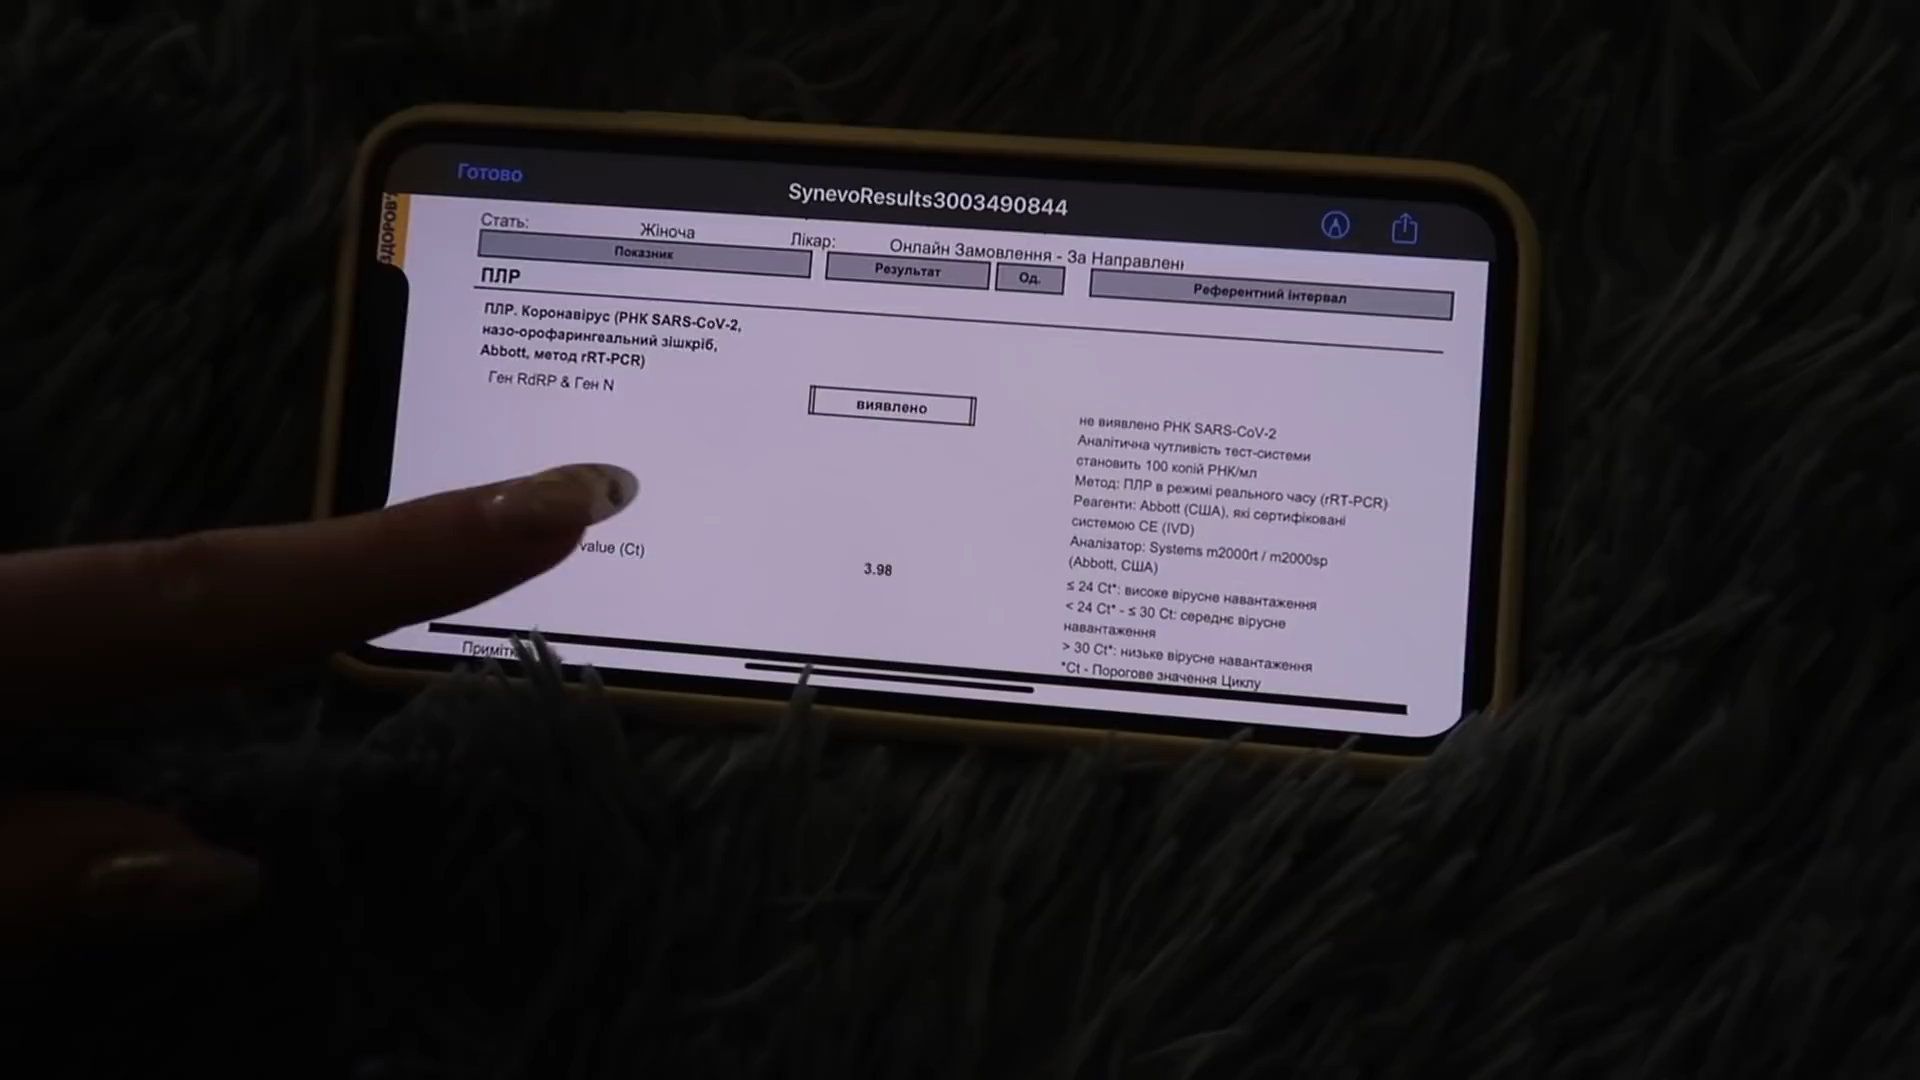 Готово
SynevoResults3003490844
ЗДОРОВ'
Стать: Жіноча Лікар: Онлайн Замовлення - За Направлені
Показник Результат Од. Референтний інтервал
ПЛР
ПЛР. Коронавірус (РНК SARS-CoV-2,
назо-орофарингеальний зішкріб,
Abbott, метод rRT-PCR)
Ген RdRP & Ген N
виявлено
не виявлено РНК SARS-CoV-2
Аналітична чутливість тест-системи
становить 100 копій РНК/мл
Метод: ПЛР в режимі реального часу (rRT-PCR)
Реагенти: Abbott (США), які сертифіковані
системою CE (IVD)
Аналізатор: Systems m2000rt / m2000sp
(Abbott, США)
value (Ct)
3.98
≤ 24 Ct*: високе вірусне навантаження
< 24 Ct* - ≤ 30 Ct: середнє вірусне
навантаження
> 30 Ct*: низьке вірусне навантаження
*Ct - Порогове значення Циклу
Приміт